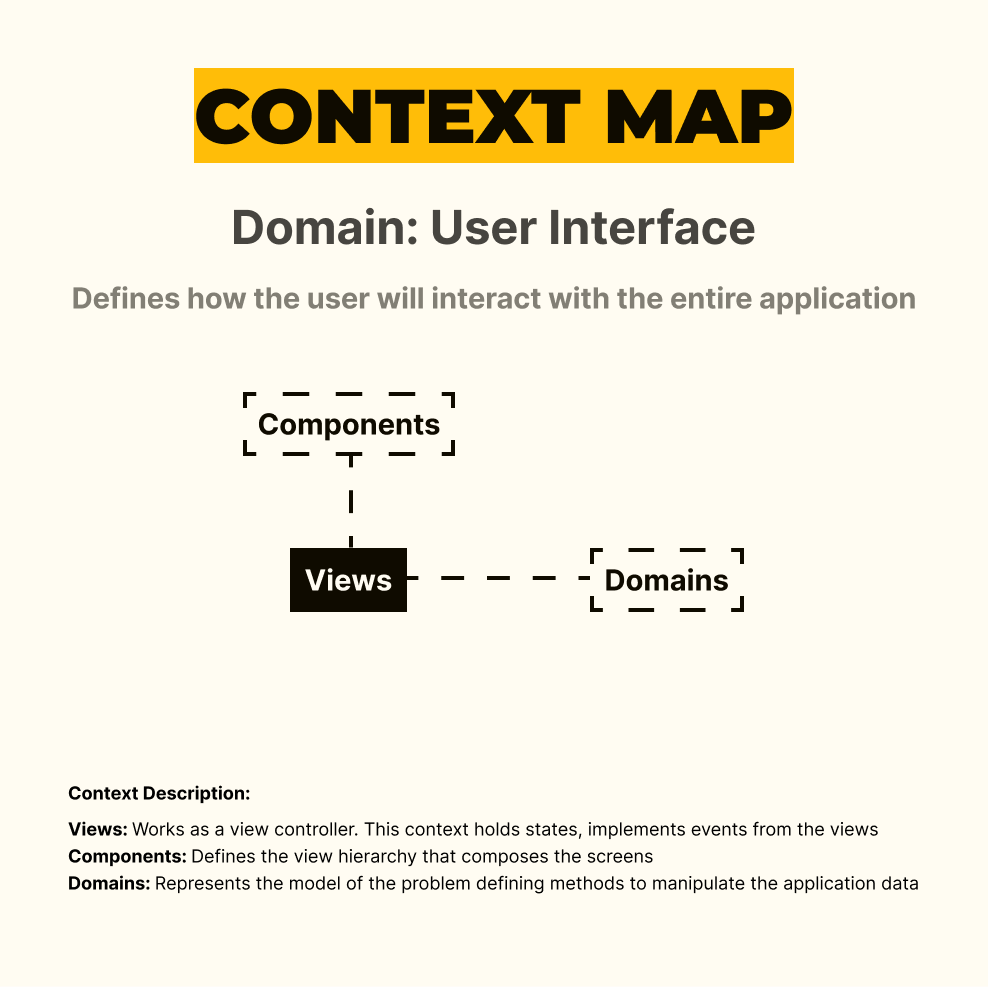 CONTEXT MAP
Domain: User Interface
Defines how the user will interact with the entire application
Components
Views
Domains
Context Description:
Views: Works as a view controller. This context holds states, implements events from the views
Components: Defines the view hierarchy that composes the screens
Domains: Represents the model of the problem defining methods to manipulate the application data